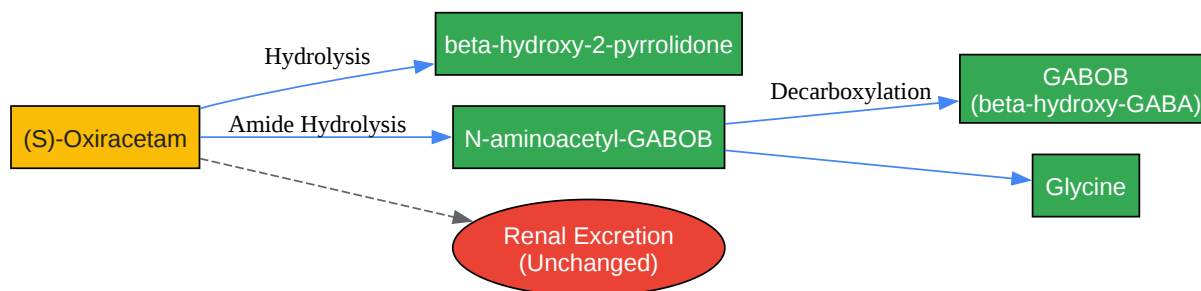 Hydrolysis
beta-hydroxy-2-pyrrolidone
(S)-Oxiracetam
Amide Hydrolysis
N-aminoacetyl-GABOB
Decarboxylation
GABOB
(beta-hydroxy-GABA)
Glycine
Renal Excretion
(Unchanged)